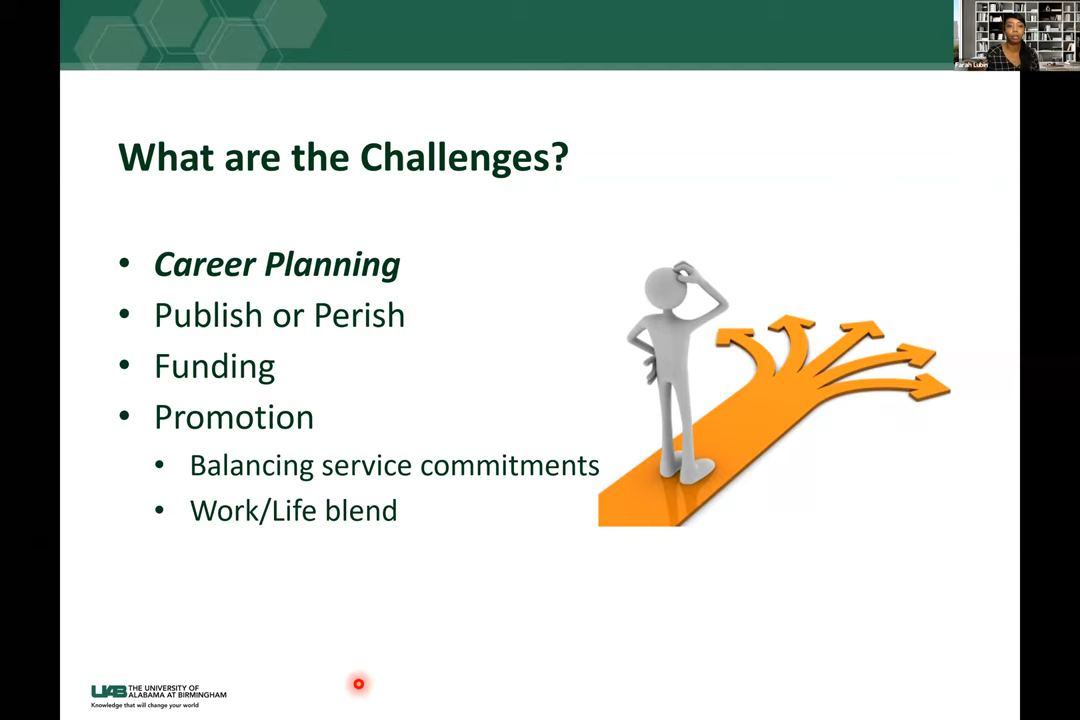 Farah Lubin
What are the Challenges?
• Career Planning
• Publish or Perish
• Funding
• Promotion
• Balancing service commitments
• Work/Life blend
UAB THE UNIVERSITY OF
ALABAMA AT BIRMINGHAM
Knowledge that will change your world